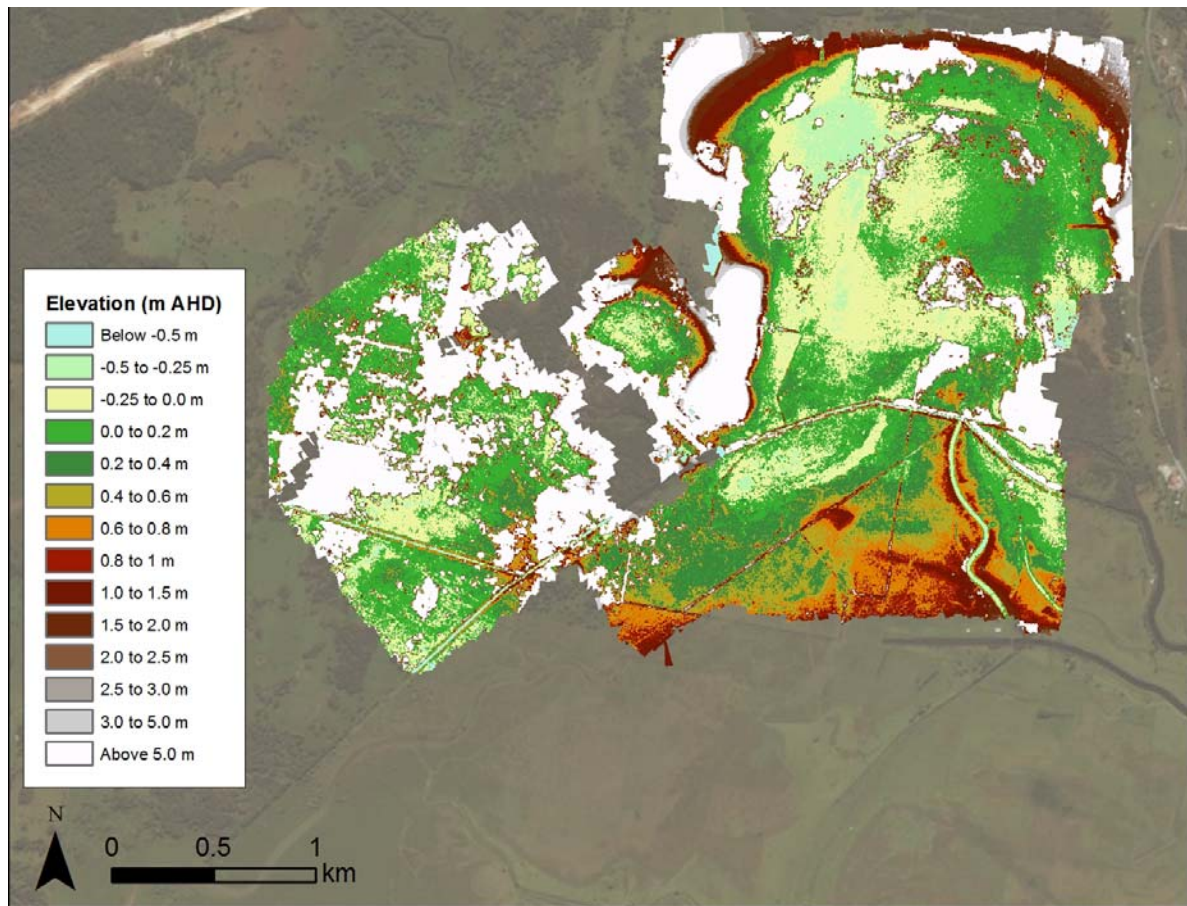 Elevation (m AHD)
Below -0.5 m
-0.5 to -0.25 m
-0.25 to 0.0 m
0.0 to 0.2 m
0.2 to 0.4 m
0.4 to 0.6 m
0.6 to 0.8 m
0.8 to 1 m
1.0 to 1.5 m
1.5 to 2.0 m
2.0 to 2.5 m
2.5 to 3.0 m
3.0 to 5.0 m
Above 5.0 m
N
0 0.5 1
km